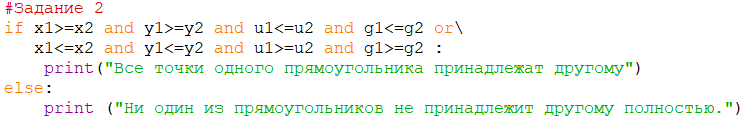 #Задание 2
if x1>=x2 and y1>=y2 and u1<=u2 and g1<=g2 or\
   x1<=x2 and y1<=y2 and u1>=u2 and g1>=g2 :
    print("Все точки одного прямоугольника принадлежат другому")
else:
    print ("Ни один из прямоугольников не принадлежит другому полностью.")